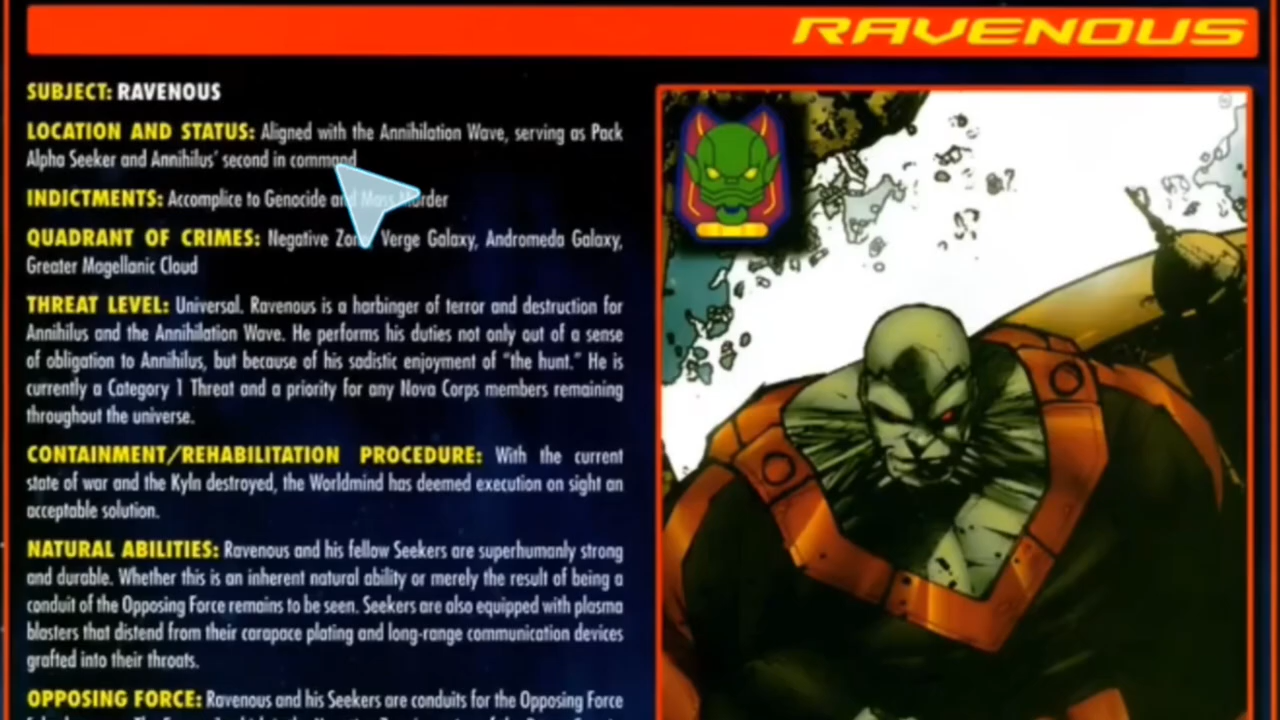 RAVENOUS
SUBJECT: RAVENOUS
LOCATION AND STATUS: Aligned with the Annihilation Wave, serving as Pack
Alpha Seeker and Annihilus' second in command
INDICTMENTS: Accomplice to Genocide and Mass Murder
QUADRANT OF CRIMES: Negative Zone, Verge Galaxy, Andromeda Galaxy,
Greater Magellanic Cloud
THREAT LEVEL: Universal. Ravenous is a harbinger of terror and destruction for
Annihilus and the Annihilation Wave. He performs his duties not only out of a sense
of obligation to Annihilus, but because of his sadistic enjoyment of "the hunt." He is
currently a Category 1 Threat and a priority for any Nova Corps members remaining
throughout the universe.
CONTAINMENT/REHABILITATION PROCEDURE: With the current
state of war and the Kyln destroyed, the Worldmind has deemed execution on sight an
acceptable solution.
NATURAL ABILITIES: Ravenous and his fellow Seekers are superhumanly strong
and durable. Whether this is an inherent natural ability or merely the result of being a
conduit of the Opposing Force remains to be seen. Seekers are also equipped with plasma
blasters that distend from their carapace plating and long-range communication devices
grafted into their throats.
OPPOSING FORCE: Ravenous and his Seekers are conduits for the Opposing Force